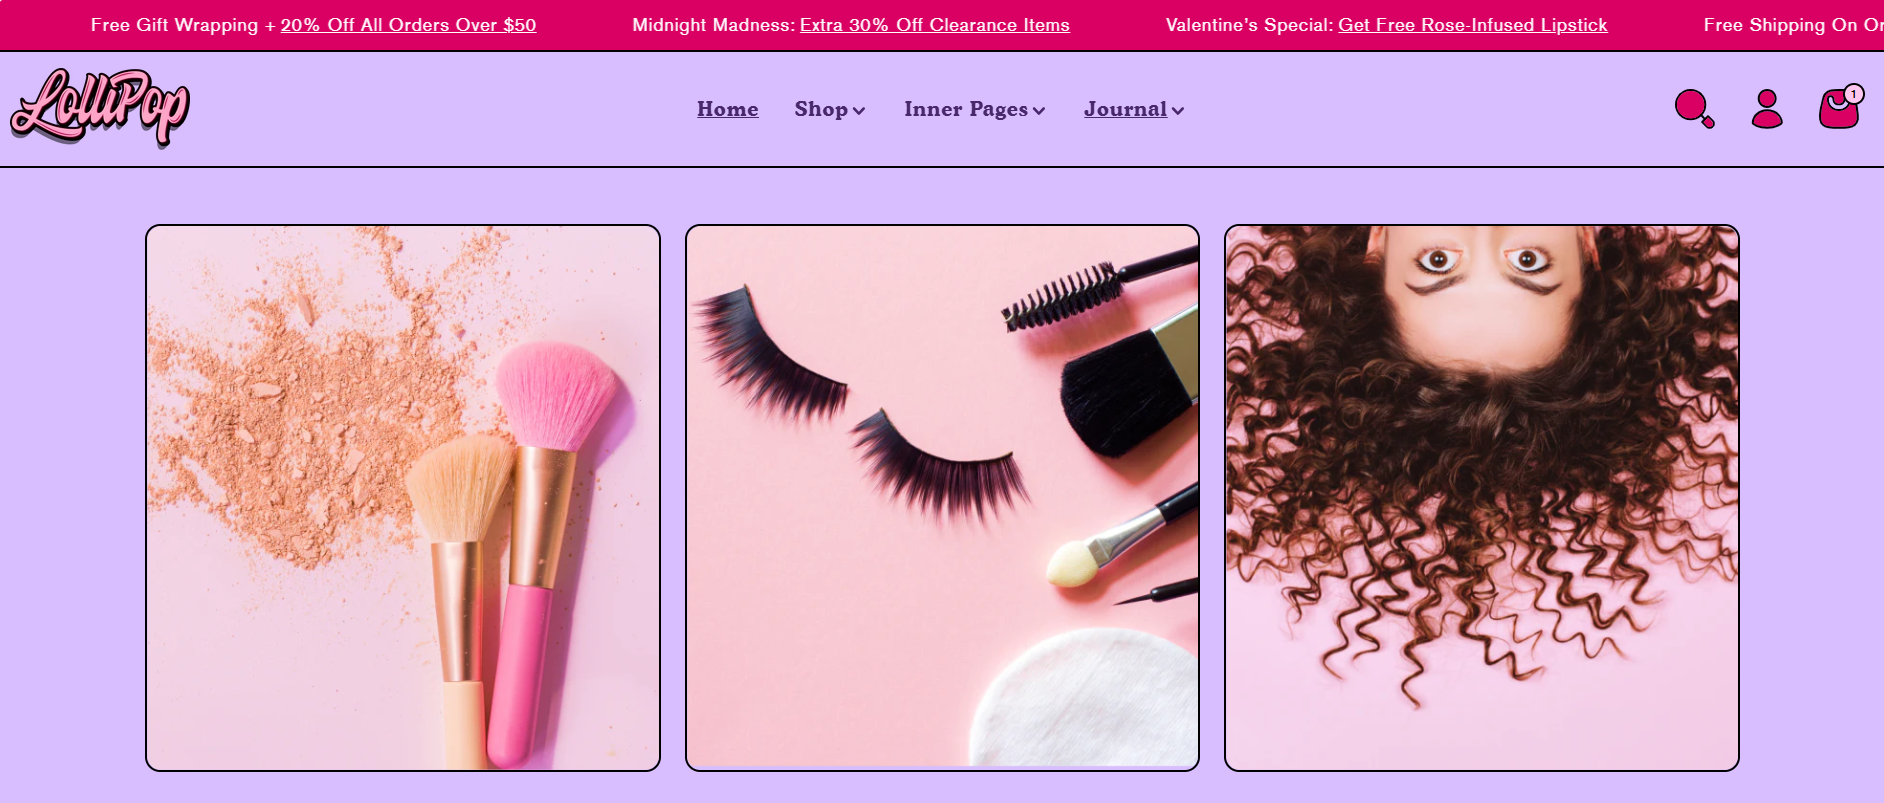 Free Gift Wrapping + 20% Off All Orders Over $50 Midnight Madness: Extra 30% Off Clearance Items Valentine’s Special: Get Free Rose-Infused Lipstick Free Shipping On Or
LolliPop
Home Shop Inner Pages Journal
1